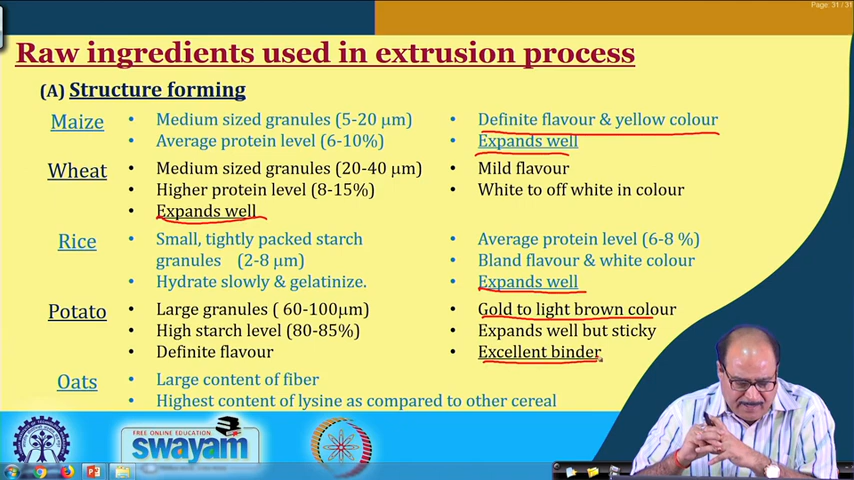 Page: 31 / 31
Raw ingredients used in extrusion process
(A) Structure forming
Maize
• Medium sized granules (5-20 μm)
• Average protein level (6-10%)
• Definite flavour & yellow colour
• Expands well
Wheat
• Medium sized granules (20-40 μm)
• Higher protein level (8-15%)
• Expands well
• Mild flavour
• White to off white in colour
Rice
• Small, tightly packed starch
granules (2-8 μm)
• Hydrate slowly & gelatinize.
• Average protein level (6-8 %)
• Bland flavour & white colour
• Expands well
Potato
• Large granules ( 60-100μm)
• High starch level (80-85%)
• Definite flavour
• Gold to light brown colour
• Expands well but sticky
• Excellent binder
Oats
• Large content of fiber
• Highest content of lysine as compared to other cereal
FREE ONLINE EDUCATION
swayam